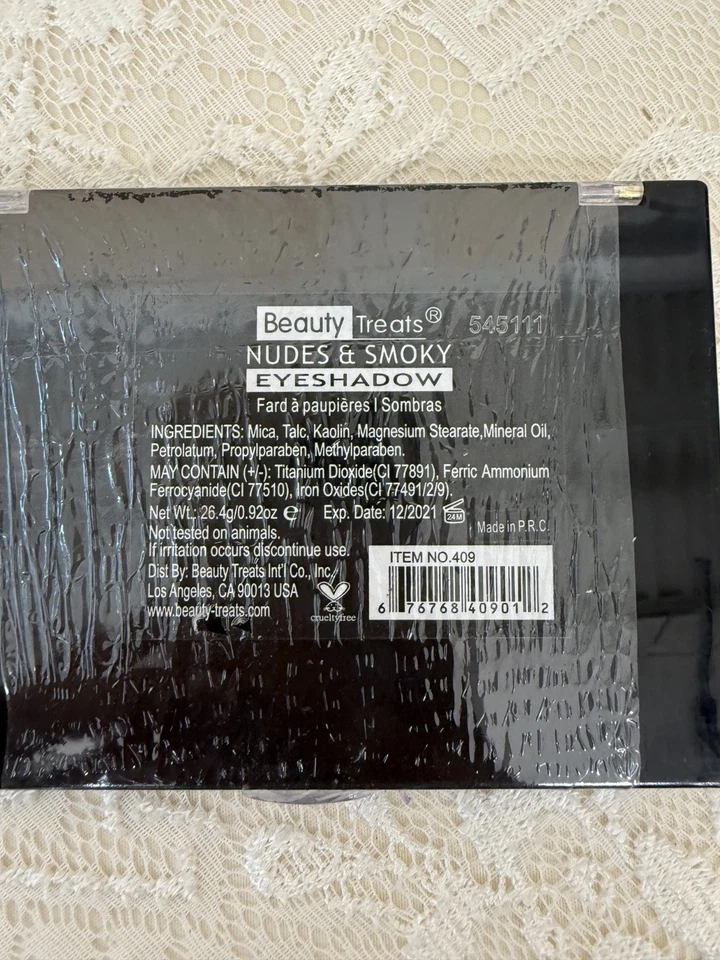 Beauty Treats® 545111
NUDES & SMOKY
EYESHADOW
Fard à paupières I Sombras
INGREDIENTS: Mica, Talc, Kaolin, Magnesium Stearate,Mineral Oil,
Petrolatum, Propylparaben, Methylparaben.
MAY CONTAIN (+/-): Titanium Dioxide(CI 77891), Ferric Ammonium
Ferrocyanide(CI 77510), Iron Oxides(CI 77491/2/9).
Net Wt.: 26.4g/0.92oz ℮ Exp. Date: 12/2021 24M
Made in P.R.C.
Not tested on animals.
If irritation occurs discontinue use.
Dist By: Beauty Treats Int'l Co., Inc.
Los Angeles, CA 90013 USA
www.beauty-treats.com
crueltyfree
ITEM NO.409
6 76768 40901 2